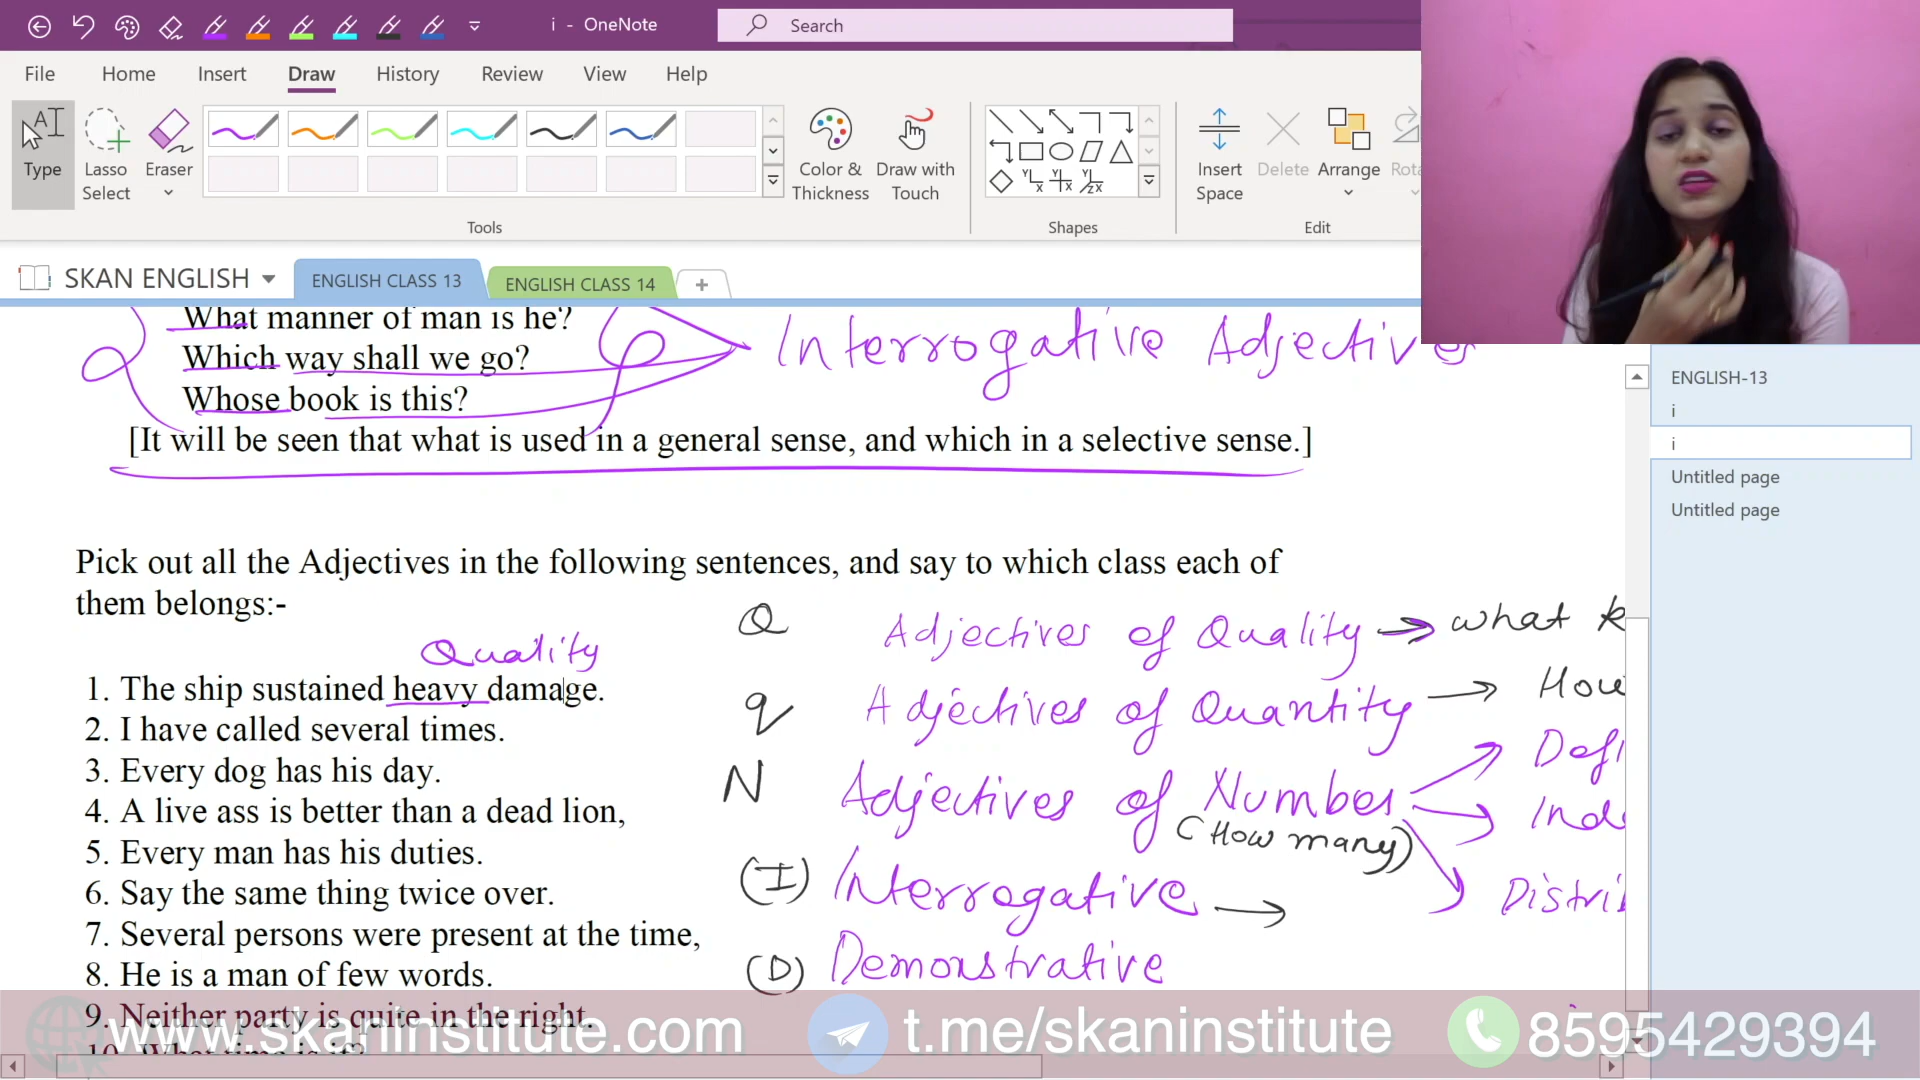 i - OneNote
Search
File Home Insert Draw History Review View Help
Type
Lasso Select
Eraser
Color & Thickness
Draw with Touch
Insert Space
Delete
Arrange
Tools
Shapes
Edit
SKAN ENGLISH
ENGLISH CLASS 13
ENGLISH CLASS 14
What manner of man is he?
Which way shall we go?
Whose book is this?
Interrogative Adjectives
[It will be seen that what is used in a general sense, and which in a selective sense.]
Pick out all the Adjectives in the following sentences, and say to which class each of
them belongs:-
Quality
1. The ship sustained heavy damage.
2. I have called several times.
3. Every dog has his day.
4. A live ass is better than a dead lion,
5. Every man has his duties.
6. Say the same thing twice over.
7. Several persons were present at the time,
8. He is a man of few words.
9. Neither party is quite in the right.
10. What time is it?
Q Adjectives of Quality → what
q Adjectives of Quantity → How
N Adjectives of Number
(How many)
(I) Interrogative →
(D) Demonstrative
ENGLISH-13
i
i
Untitled page
Untitled page
www.skaninstitute.com
t.me/skaninstitute
8595429394